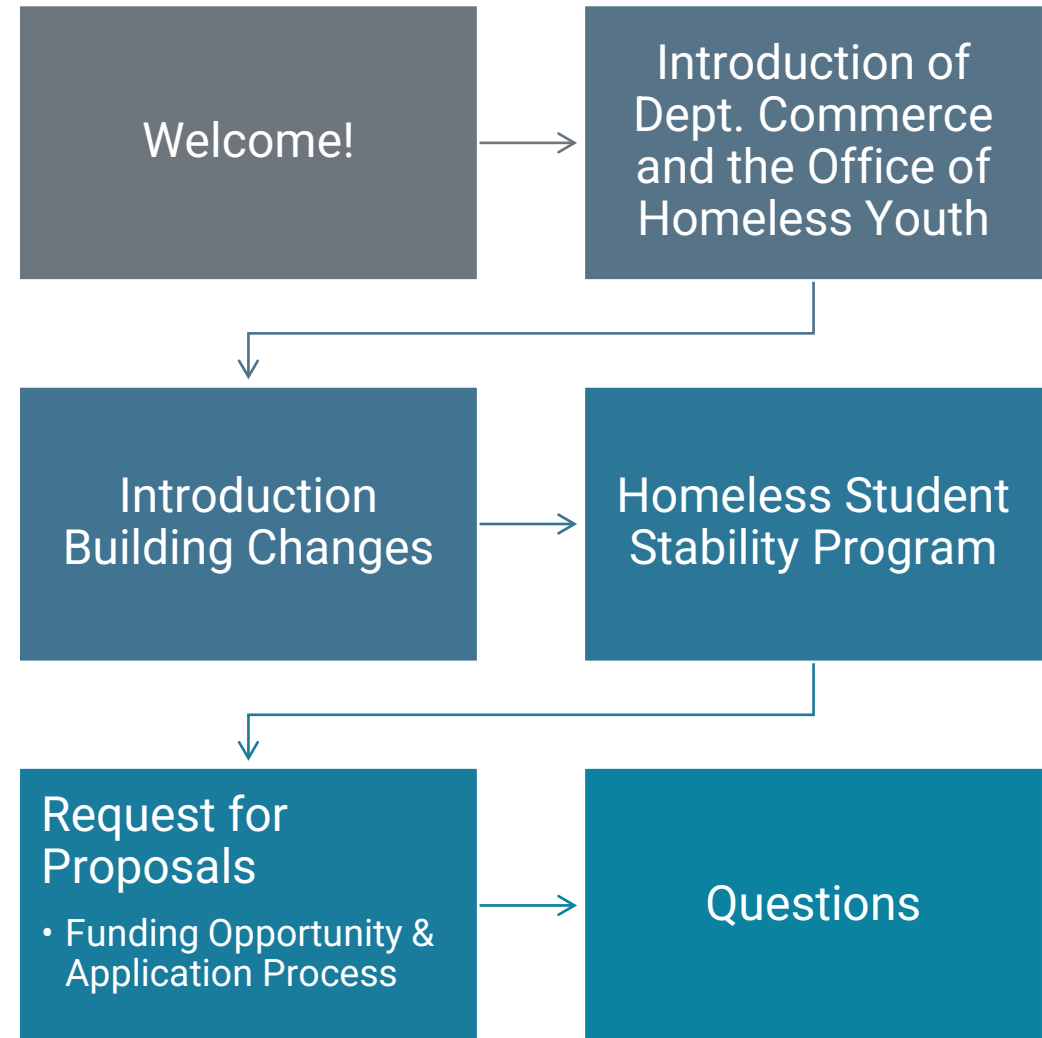 Welcome!
Introduction of
Dept. Commerce
and the Office of
Homeless Youth
Introduction
Building Changes
Homeless Student
Stability Program
Request for
Proposals
• Funding Opportunity &
Application Process
Questions